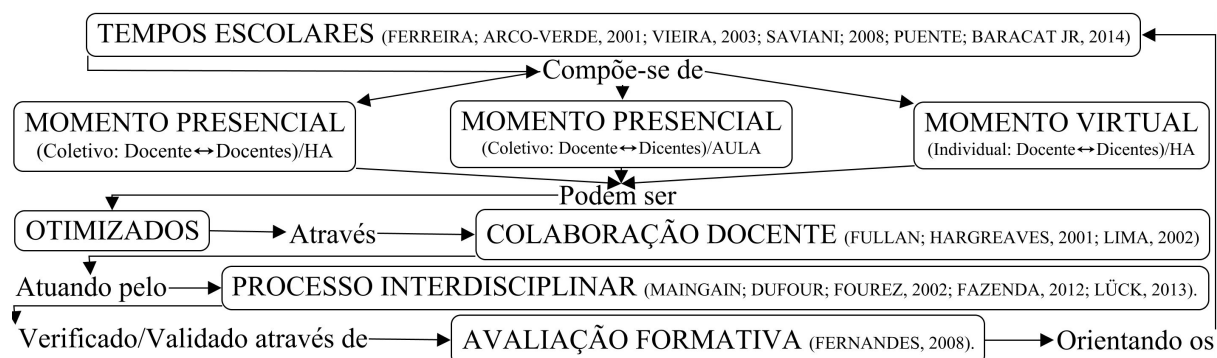 TEMPOS ESCOLARES (FERREIRA; ARCO-VERDE, 2001; VIEIRA, 2003; SAVIANI; 2008; PUENTE; BARACAT JR, 2014)
Compõe-se de
MOMENTO PRESENCIAL
(Coletivo: Docente↔Docentes)/HA
MOMENTO PRESENCIAL
(Coletivo: Docente↔Dicentes)/AULA
MOMENTO VIRTUAL
(Individual: Docente↔Dicentes)/HA
Podem ser
OTIMIZADOS
Através
COLABORAÇÃO DOCENTE (FULLAN; HARGREAVES, 2001; LIMA, 2002)
Atuando pelo
PROCESSO INTERDISCIPLINAR (MAINGAIN; DUFOUR; FOUREZ, 2002; FAZENDA, 2012; LÜCK, 2013).
Verificado/Validado através de
AVALIAÇÃO FORMATIVA (FERNANDES, 2008).
Orientando os